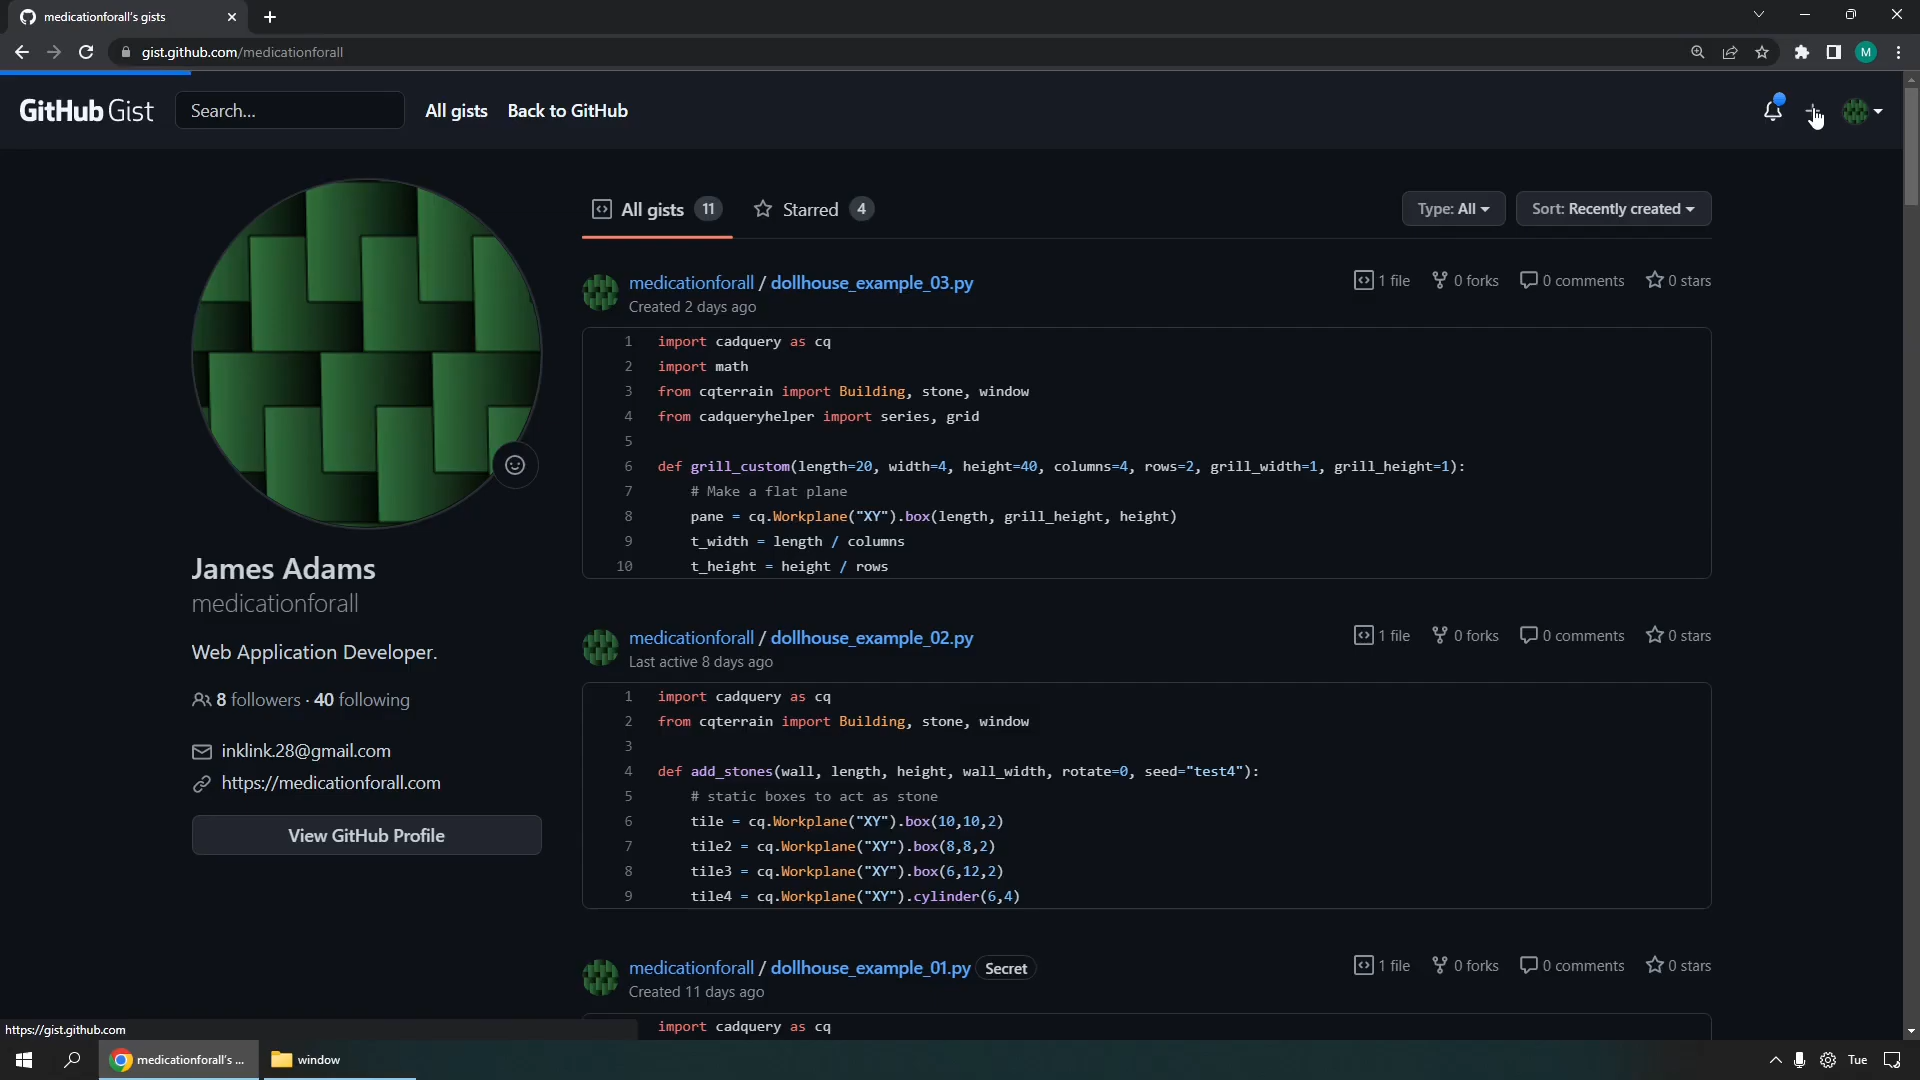 medicationforall's gists
gist.github.com/medicationforall
M
GitHub Gist
Search...
All gists
Back to GitHub
All gists 11
Starred 4
Type: All
Sort: Recently created
medicationforall / dollhouse_example_03.py
Created 2 days ago
1 file
0 forks
0 comments
0 stars
1 import cadquery as cq
2 import math
3 from cqterrain import Building, stone, window
4 from cadqueryhelper import series, grid
5
6 def grill_custom(length=20, width=4, height=40, columns=4, rows=2, grill_width=1, grill_height=1):
7 # Make a flat plane
8 pane = cq.Workplane("XY").box(length, grill_height, height)
9 t_width = length / columns
10 t_height = height / rows
James Adams
medicationforall
Web Application Developer.
8 followers · 40 following
inklink.28@gmail.com
https://medicationforall.com
View GitHub Profile
medicationforall / dollhouse_example_02.py
Last active 8 days ago
1 file
0 forks
0 comments
0 stars
1 import cadquery as cq
2 from cqterrain import Building, stone, window
3
4 def add_stones(wall, length, height, wall_width, rotate=0, seed="test4"):
5 # static boxes to act as stone
6 tile = cq.Workplane("XY").box(10,10,2)
7 tile2 = cq.Workplane("XY").box(8,8,2)
8 tile3 = cq.Workplane("XY").box(6,12,2)
9 tile4 = cq.Workplane("XY").cylinder(6,4)
medicationforall / dollhouse_example_01.py Secret
Created 11 days ago
1 file
0 forks
0 comments
0 stars
import cadquery as cq
https://gist.github.com
medicationforall's ...
window
Tue